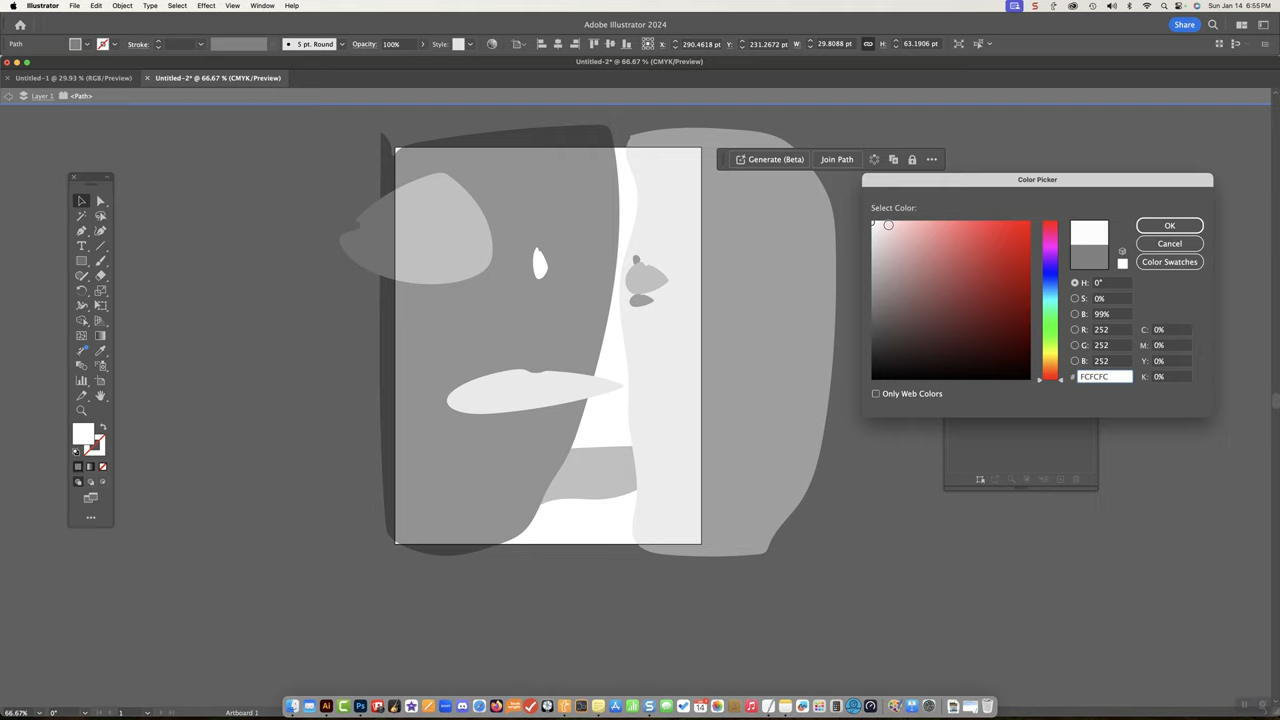 Illustrator File Edit Object Type Select Effect View Window Help Sun Jan 14 6:55PM
Adobe Illustrator 2024
Share
Path Stroke: 5 pt. Round Opacity: 100% Style: X: 290.4618 pt Y: 231.2672 pt W: 29.8088 pt H: 63.1906 pt
Untitled-2* @ 66.67 % (CMYK/Preview)
Untitled-1 @ 29.93 % (RGB/Preview) Untitled-2* @ 66.67 % (CMYK/Preview)
Layer 1 <Path>
Generate (Beta) Join Path
Color Picker
Select Color:
OK
Cancel
Color Swatches
H: 0°
S: 0%
B: 99%
R: 252 C: 0%
G: 252 M: 0%
B: 252 Y: 0%
# FCFCFC K: 0%
Only Web Colors
66.67% 0° 1 Artboard 1